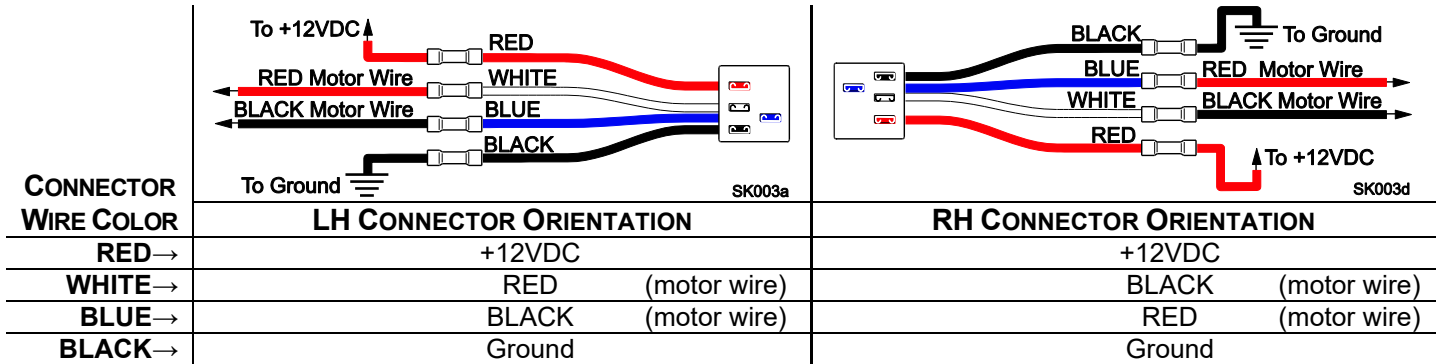 To +12VDC
RED
RED Motor Wire WHITE
BLACK Motor Wire BLUE
BLACK
To Ground
SK003a
BLACK To Ground
BLUE RED Motor Wire
WHITE BLACK Motor Wire
RED
To +12VDC
SK003d
CONNECTOR
WIRE COLOR LH CONNECTOR ORIENTATION RH CONNECTOR ORIENTATION
RED→ +12VDC +12VDC
WHITE→ RED (motor wire) BLACK (motor wire)
BLUE→ BLACK (motor wire) RED (motor wire)
BLACK→ Ground Ground